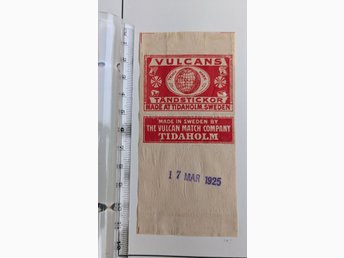 VULCANS
TÄNDSTICKOR
MADE AT TIDAHOLM, SWEDEN
MADE IN SWEDEN BY
THE VULCAN MATCH COMPANY
TIDAHOLM
17 MAR 1925